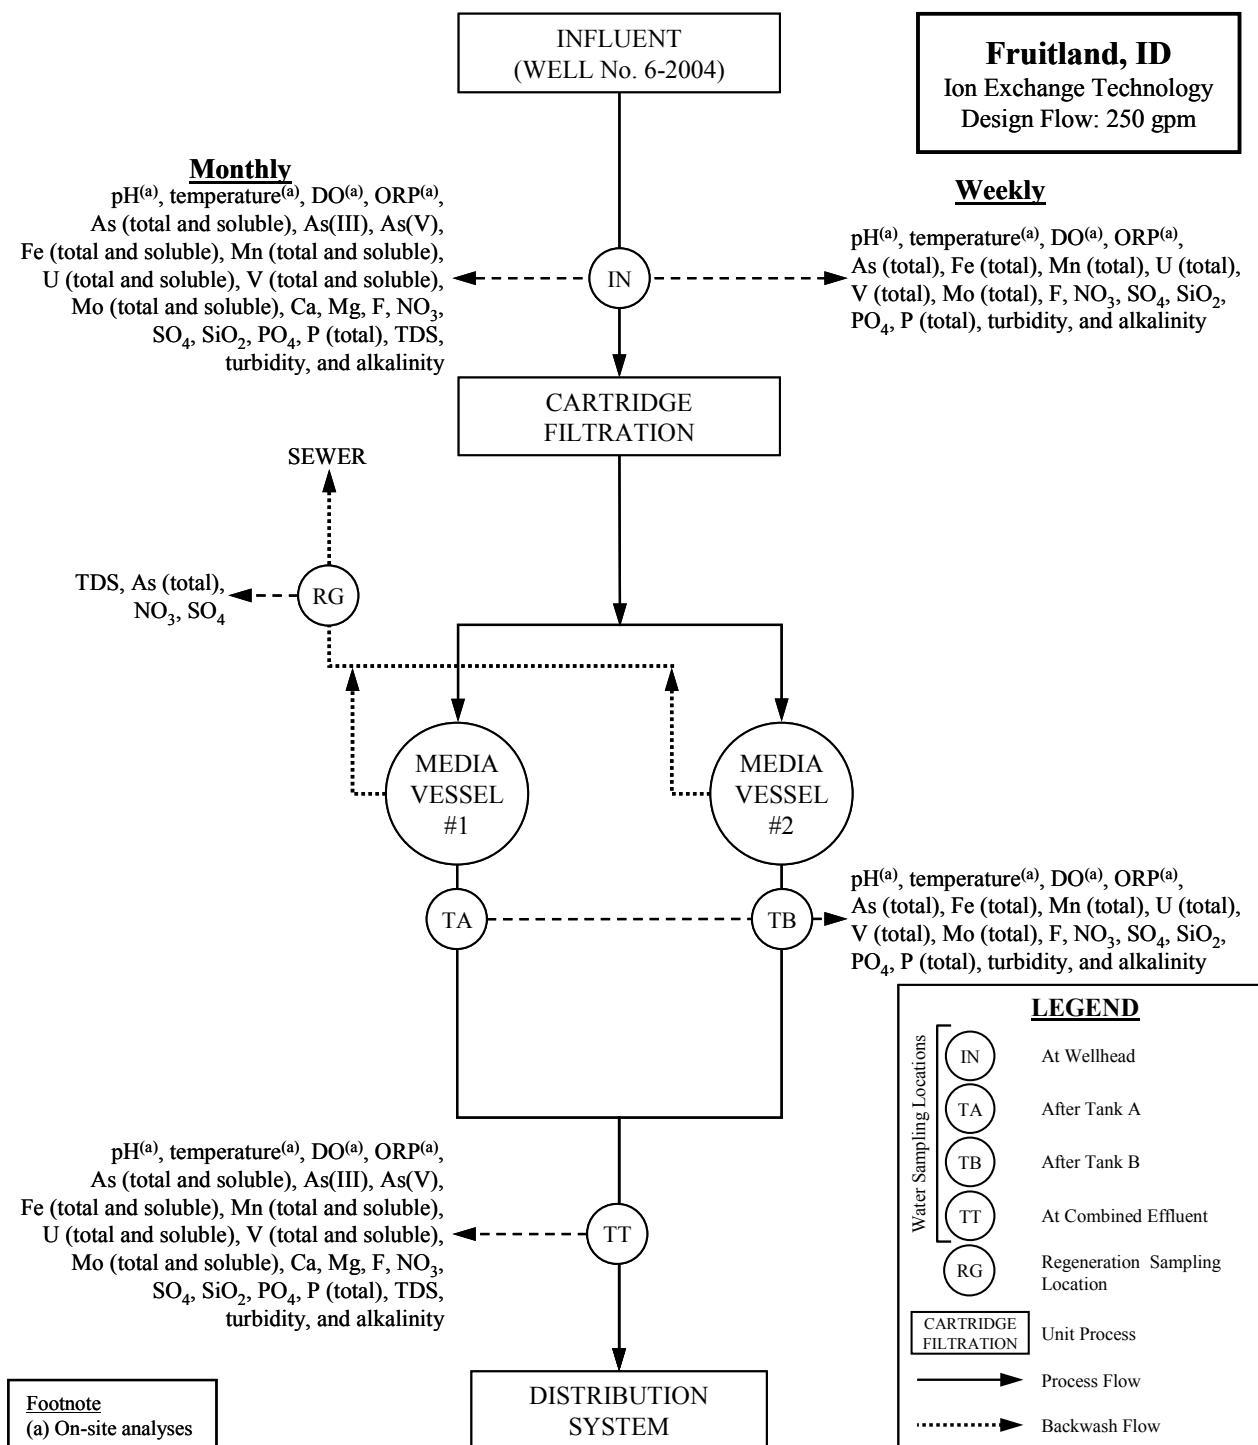 INFLUENT
(WELL No. 6-2004)
Fruitland, ID
Ion Exchange Technology
Design Flow: 250 gpm
Monthly
pH(a), temperature(a), DO(a), ORP(a),
As (total and soluble), As(III), As(V),
Fe (total and soluble), Mn (total and soluble),
U (total and soluble), V (total and soluble),
Mo (total and soluble), Ca, Mg, F, NO3,
SO4, SiO2, PO4, P (total), TDS,
turbidity, and alkalinity
IN
Weekly
pH(a), temperature(a), DO(a), ORP(a),
As (total), Fe (total), Mn (total), U (total),
V (total), Mo (total), F, NO3, SO4, SiO2,
PO4, P (total), turbidity, and alkalinity
CARTRIDGE
FILTRATION
SEWER
TDS, As (total),
NO3, SO4
RG
MEDIA
VESSEL
#1
MEDIA
VESSEL
#2
TA
TB
pH(a), temperature(a), DO(a), ORP(a),
As (total), Fe (total), Mn (total), U (total),
V (total), Mo (total), F, NO3, SO4, SiO2,
PO4, P (total), turbidity, and alkalinity
pH(a), temperature(a), DO(a), ORP(a),
As (total and soluble), As(III), As(V),
Fe (total and soluble), Mn (total and soluble),
U (total and soluble), V (total and soluble),
Mo (total and soluble), Ca, Mg, F, NO3,
SO4, SiO2, PO4, P (total), TDS,
turbidity, and alkalinity
TT
DISTRIBUTION
SYSTEM
Footnote
(a) On-site analyses
LEGEND
Water Sampling Locations
IN At Wellhead
TA After Tank A
TB After Tank B
TT At Combined Effluent
RG Regeneration Sampling
Location
CARTRIDGE
FILTRATION Unit Process
Process Flow
Backwash Flow